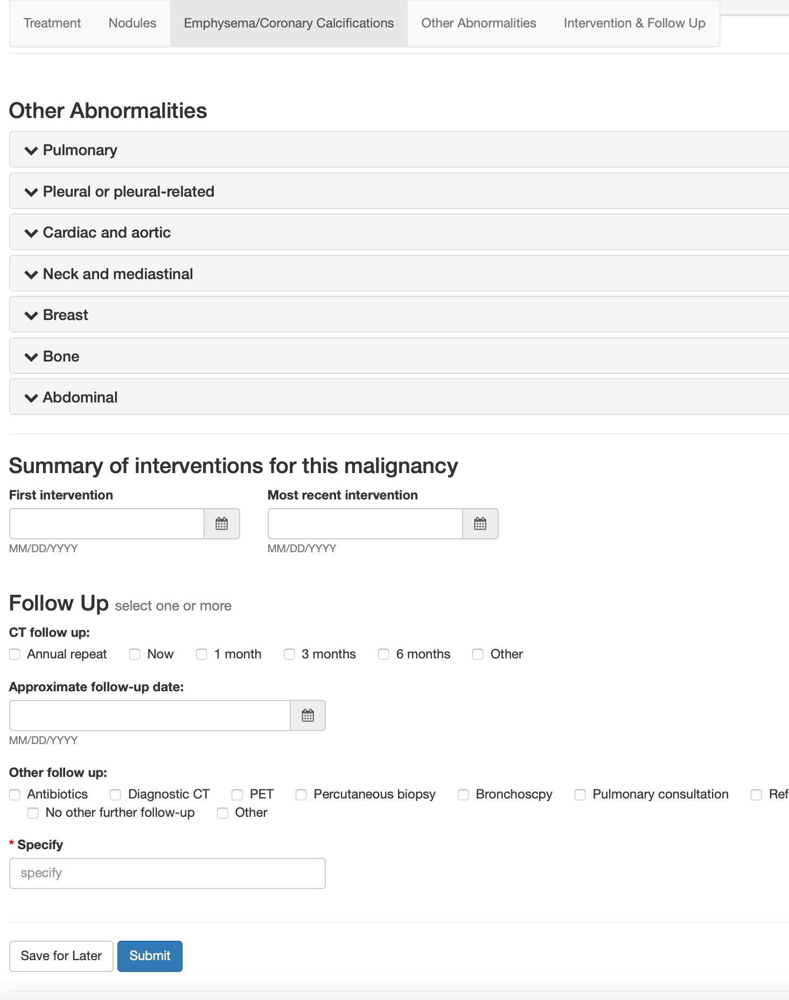 Treatment Nodules Emphysema/Coronary Calcifications Other Abnormalities Intervention & Follow Up
Other Abnormalities
Pulmonary
Pleural or pleural-related
Cardiac and aortic
Neck and mediastinal
Breast
Bone
Abdominal
Summary of interventions for this malignancy
First intervention Most recent intervention
MM/DD/YYYY MM/DD/YYYY
Follow Up select one or more
CT follow up:
Annual repeat Now 1 month 3 months 6 months Other
Approximate follow-up date:
MM/DD/YYYY
Other follow up:
Antibiotics Diagnostic CT PET Percutaneous biopsy Bronchoscpy Pulmonary consultation
No other further follow-up Other
* Specify
specify
Save for Later Submit